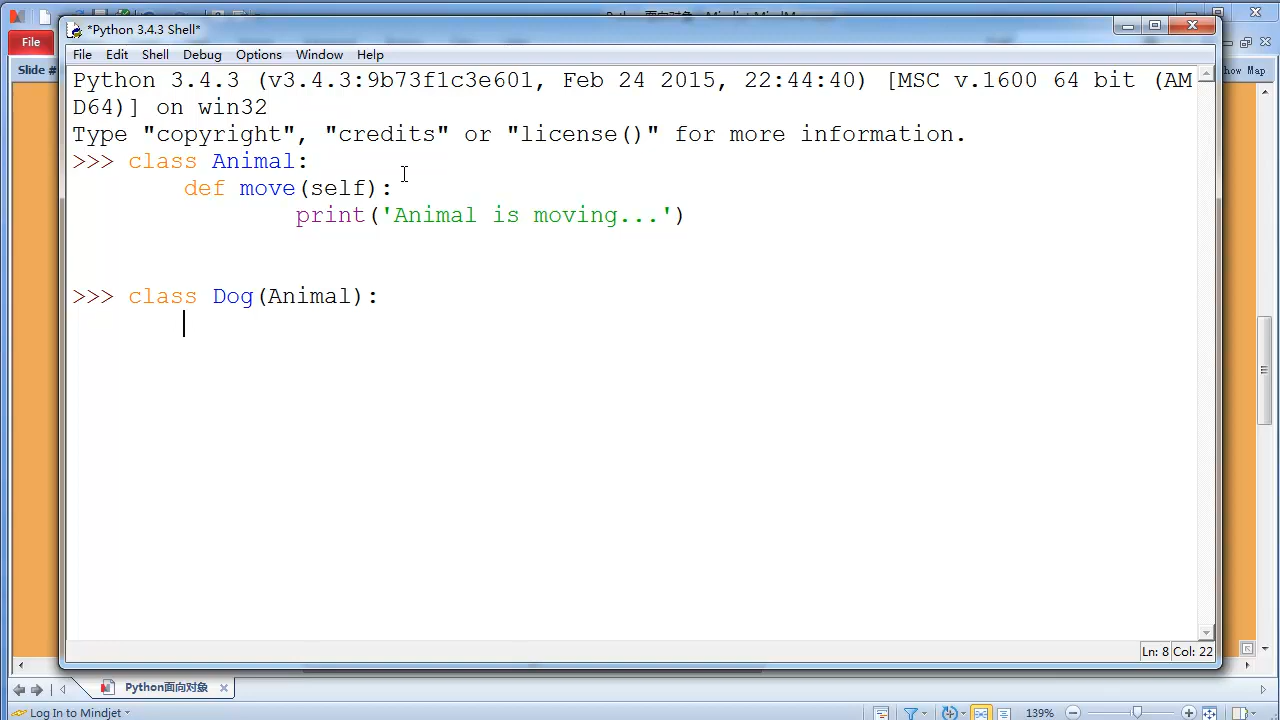 *Python 3.4.3 Shell*
File
File Edit Shell Debug Options Window Help
Slide #
how Map
Python 3.4.3 (v3.4.3:9b73f1c3e601, Feb 24 2015, 22:44:40) [MSC v.1600 64 bit (AM
D64)] on win32
Type "copyright", "credits" or "license()" for more information.
>>> class Animal:
def move(self):
print('Animal is moving...')
>>> class Dog(Animal):
Ln: 8 Col: 22
Python面向对象
Log In to Mindjet
139%